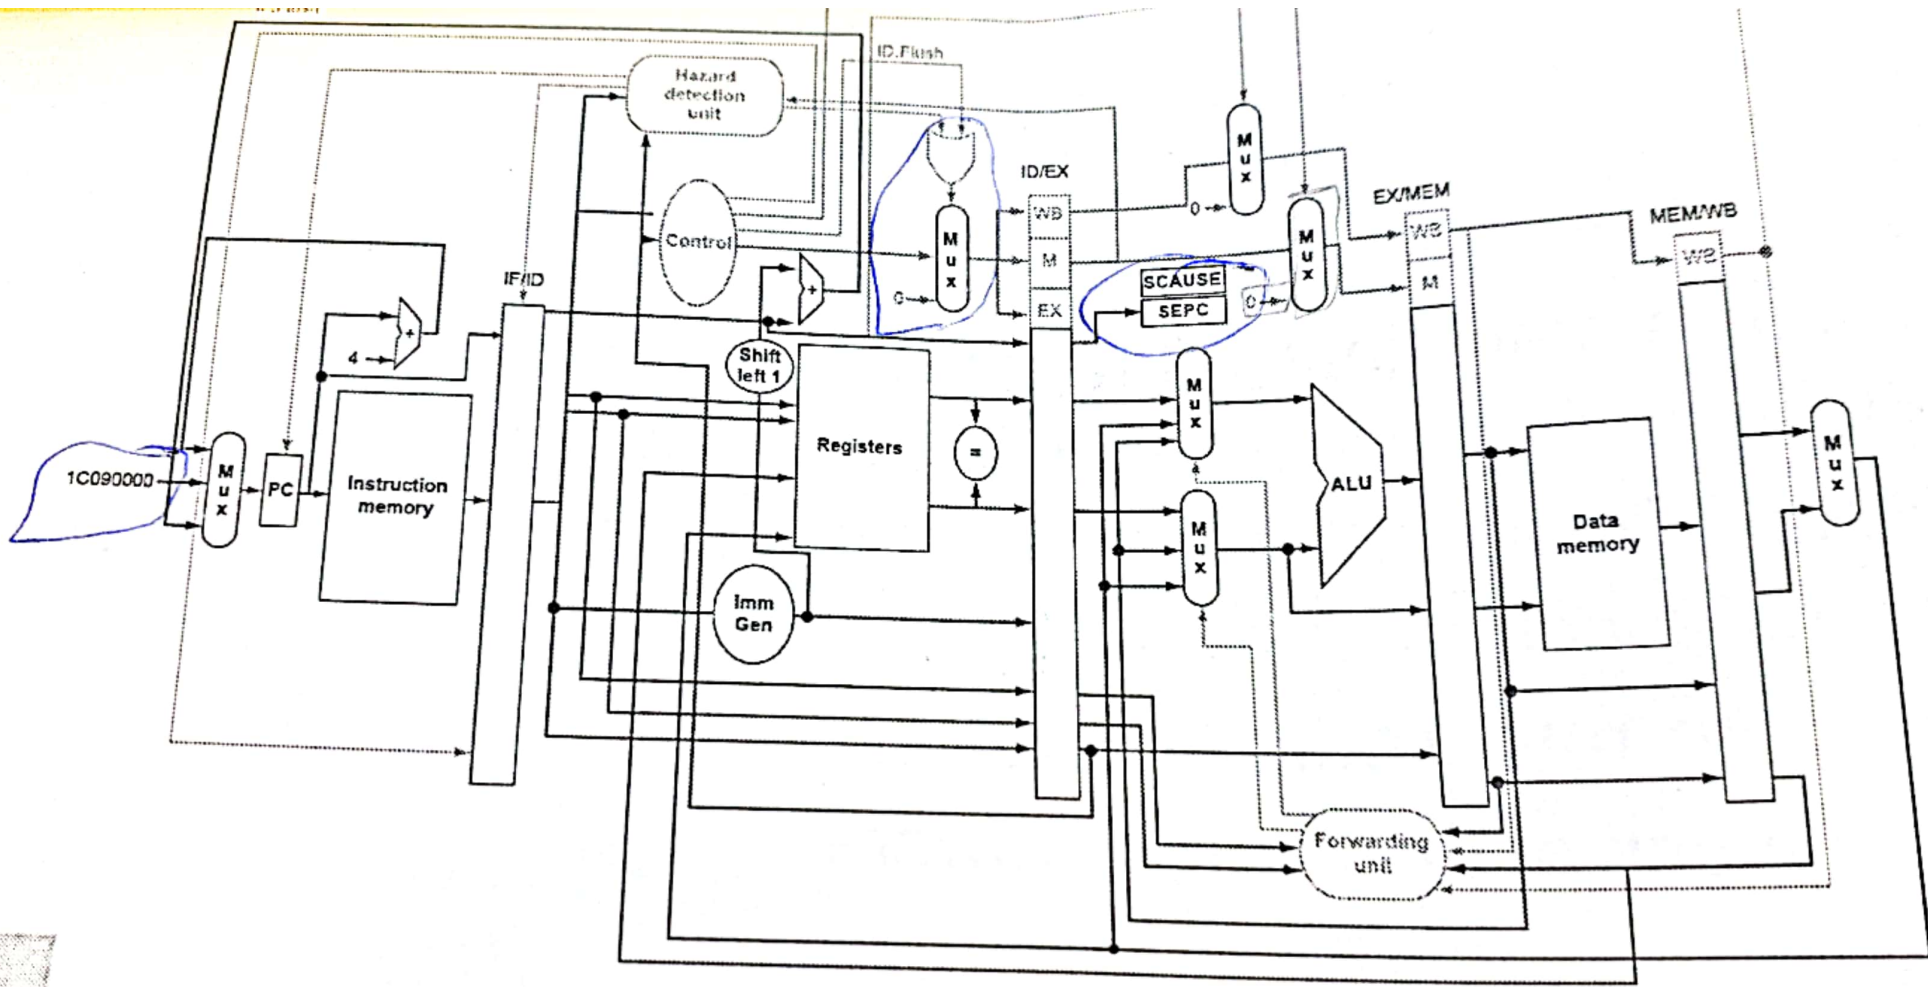 IF.Flush
ID.Flush
Hazard
detection
unit
Mux
ID/EX
WB
M
EX
Control
Mux
0
0
Mux
Mux
0
EX/MEM
WB
M
MEM/WB
WB
SCAUSE
SEPC
IF/ID
+
+
4
Shift
left 1
Mux
1C090000
Mux
PC
Instruction
memory
Registers
=
Mux
ALU
Data
memory
Mux
Imm
Gen
Forwarding
unit